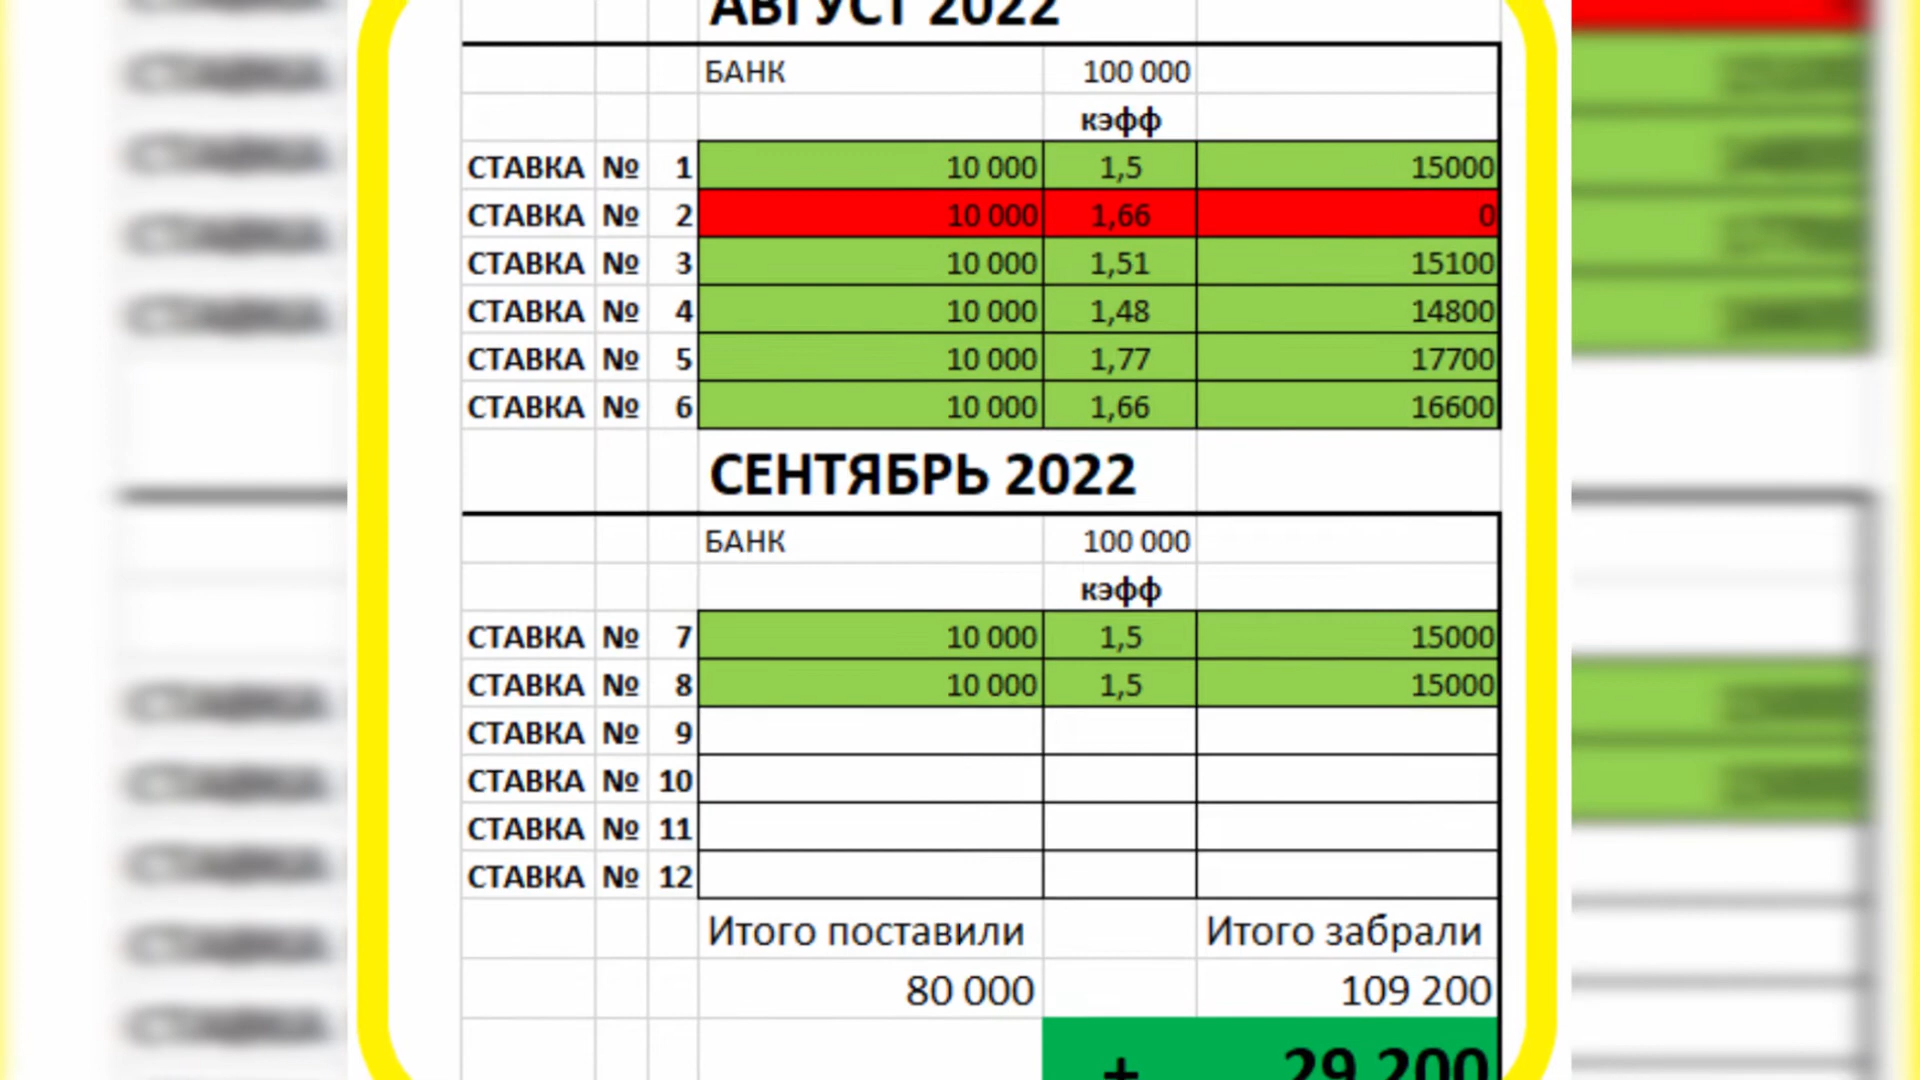 АВГУСТ 2022
БАНК 100 000
кэфф
СТАВКА № 1 10 000 1,5 15000
СТАВКА № 2 10 000 1,66 0
СТАВКА № 3 10 000 1,51 15100
СТАВКА № 4 10 000 1,48 14800
СТАВКА № 5 10 000 1,77 17700
СТАВКА № 6 10 000 1,66 16600
СЕНТЯБРЬ 2022
БАНК 100 000
кэфф
СТАВКА № 7 10 000 1,5 15000
СТАВКА № 8 10 000 1,5 15000
СТАВКА № 9
СТАВКА № 10
СТАВКА № 11
СТАВКА № 12
Итого поставили Итого забрали
80 000 109 200
+ 29 200